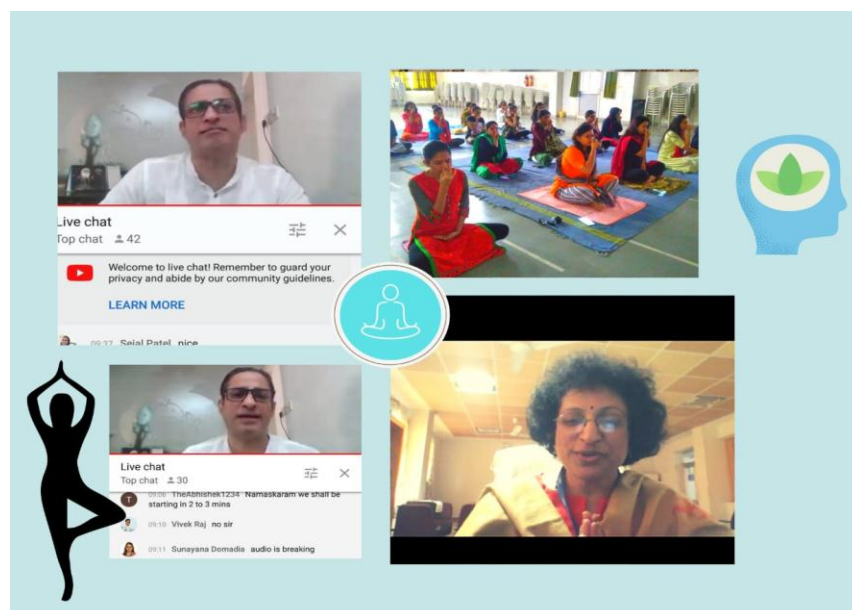 Live chat
Top chat 42
Welcome to live chat! Remember to guard your
privacy and abide by our community guidelines.
LEARN MORE
09:37 Sejal Patel nice
Live chat
Top chat 30
T 09:06 TheAbhishek1234 Namaskaram we shall be
starting in 2 to 3 mins
09:10 Vivek Raj no sir
09:11 Sunayana Domadia audio is breaking